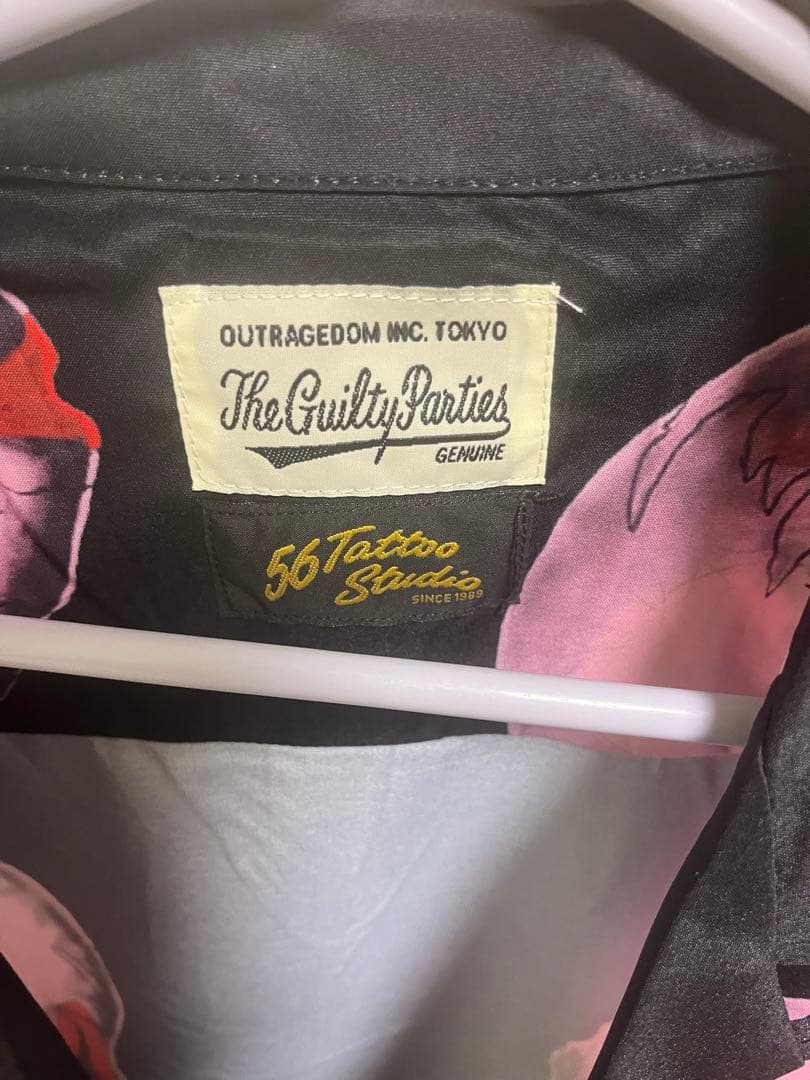 OUTRAGEDOM INC. TOKYO
The Guilty Parties
GENUINE
56 Tattoo
Studio
SINCE 1989